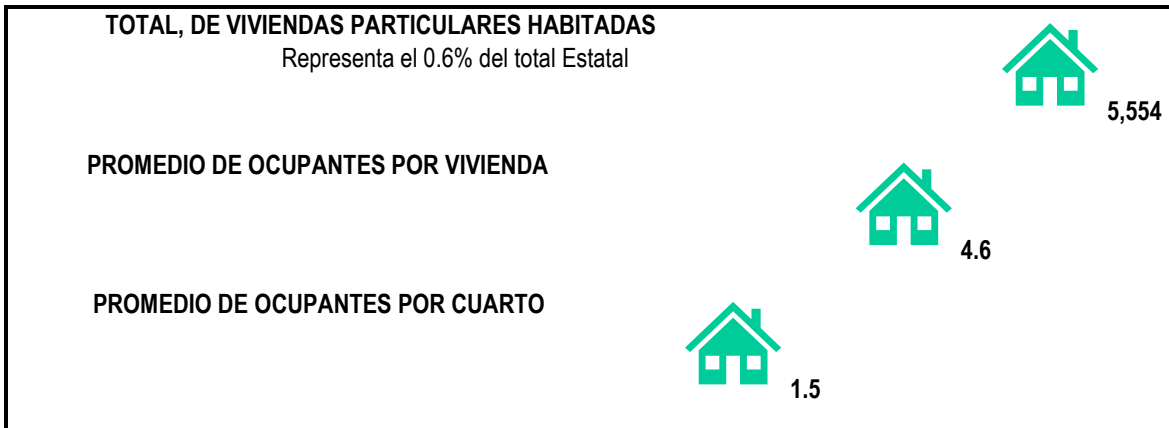 TOTAL, DE VIVIENDAS PARTICULARES HABITADAS
Representa el 0.6% del total Estatal
5,554
PROMEDIO DE OCUPANTES POR VIVIENDA
4.6
PROMEDIO DE OCUPANTES POR CUARTO
1.5